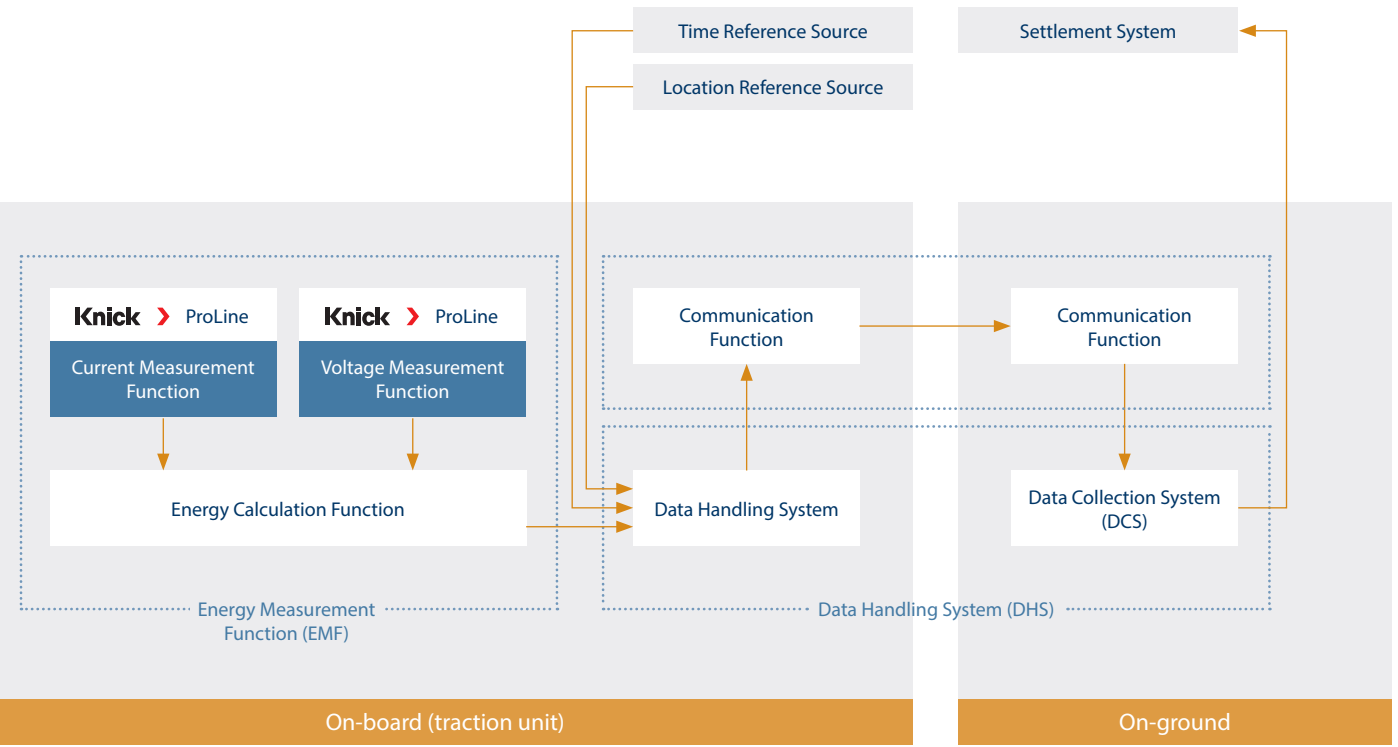 Time Reference Source
Settlement System
Location Reference Source
Knick ProLine
Current Measurement
Function
Knick ProLine
Voltage Measurement
Function
Communication
Function
Communication
Function
Energy Calculation Function
Data Handling System
Data Collection System
(DCS)
Energy Measurement
Function (EMF)
Data Handling System (DHS)
On-board (traction unit)
On-ground